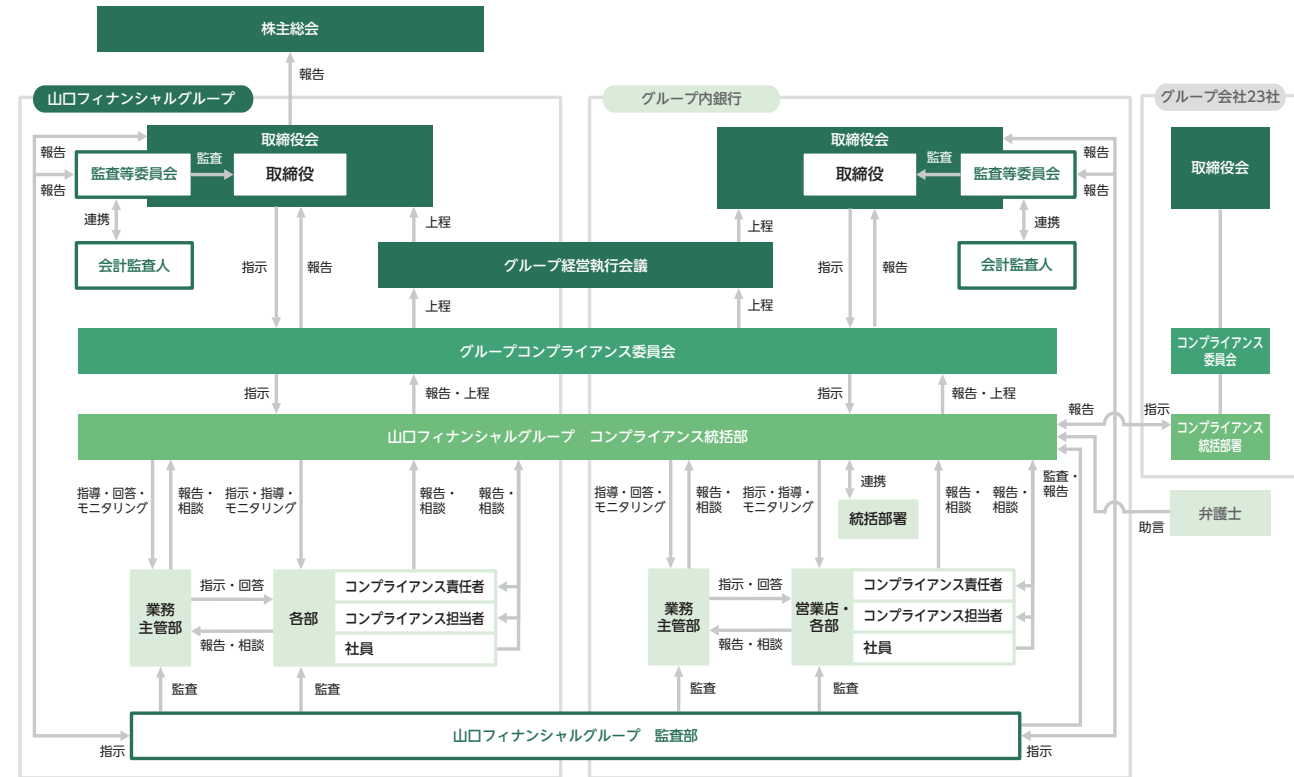 株主総会
報告
山口フィナンシャルグループ
グループ内銀行
グループ会社23社
取締役会
監査等委員会
監査
取締役
報告
報告
連携
会計監査人
指示
報告
上程
取締役会
取締役
監査
監査等委員会
報告
報告
連携
会計監査人
指示
報告
上程
取締役会
グループ経営執行会議
上程
上程
グループコンプライアンス委員会
コンプライアンス
委員会
指示
報告・上程
指示
報告・上程
報告
指示
山口フィナンシャルグループ コンプライアンス統括部
コンプライアンス
統括部署
指導・回答・
モニタリング
報告・
相談
指示・指導・
モニタリング
報告・
相談
報告・
相談
指導・回答・
モニタリング
報告・
相談
指示・指導・
モニタリング
連携
統括部署
報告・
相談
報告・
相談
監査・
報告
弁護士
助言
業務
主管部
指示・回答
報告・相談
各部
コンプライアンス責任者
コンプライアンス担当者
社員
業務
主管部
指示・回答
報告・相談
営業店・
各部
コンプライアンス責任者
コンプライアンス担当者
社員
監査
監査
監査
監査
山口フィナンシャルグループ 監査部
指示
指示